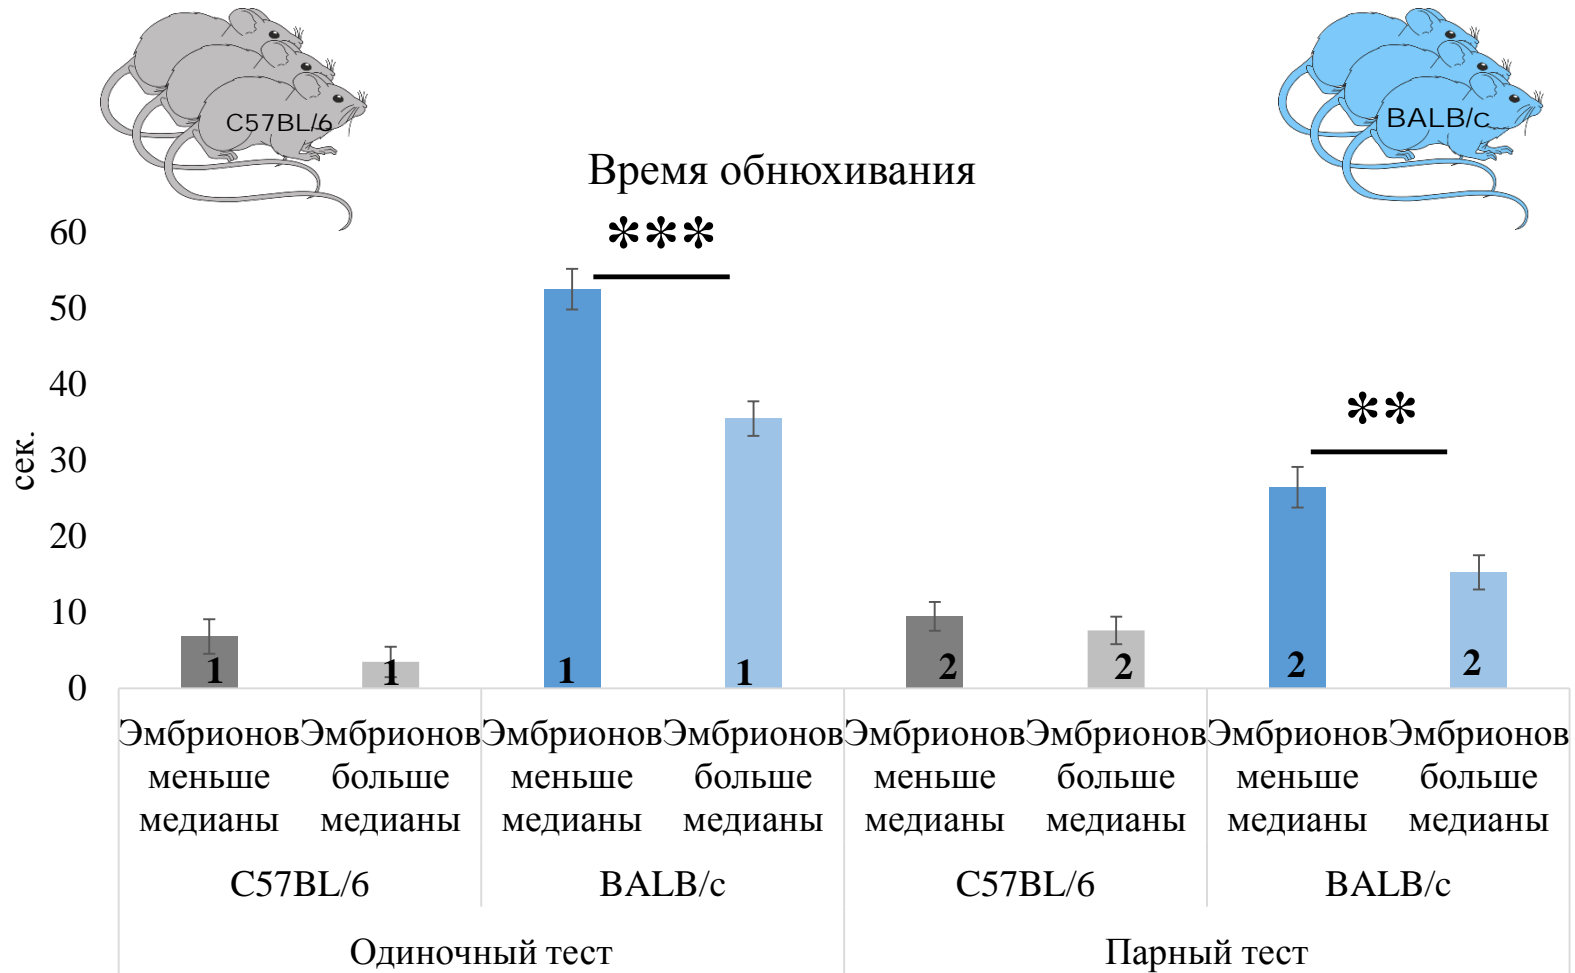 C57BL/6
BALB/c
Время обнюхивания
***
**
сек.
60
50
40
30
20
10
0
1
1
1
1
2
2
2
2
Эмбрионов меньше медианы
Эмбрионов больше медианы
Эмбрионов меньше медианы
Эмбрионов больше медианы
Эмбрионов меньше медианы
Эмбрионов больше медианы
Эмбрионов меньше медианы
Эмбрионов больше медианы
C57BL/6
BALB/c
C57BL/6
BALB/c
Одиночный тест
Парный тест